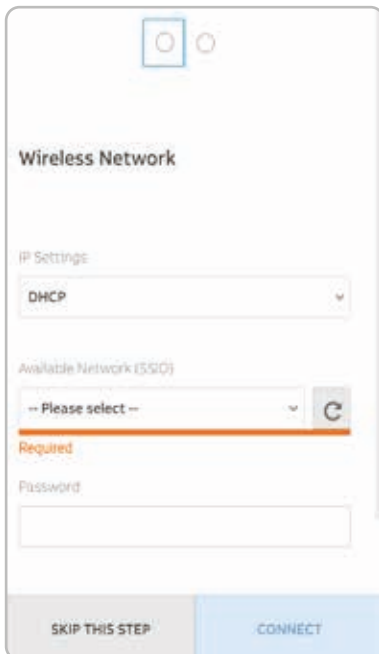 Wireless Network
IP Settings
DHCP
Available Network (SSID)
-- Please select --
Required
Password
SKIP THIS STEP
CONNECT